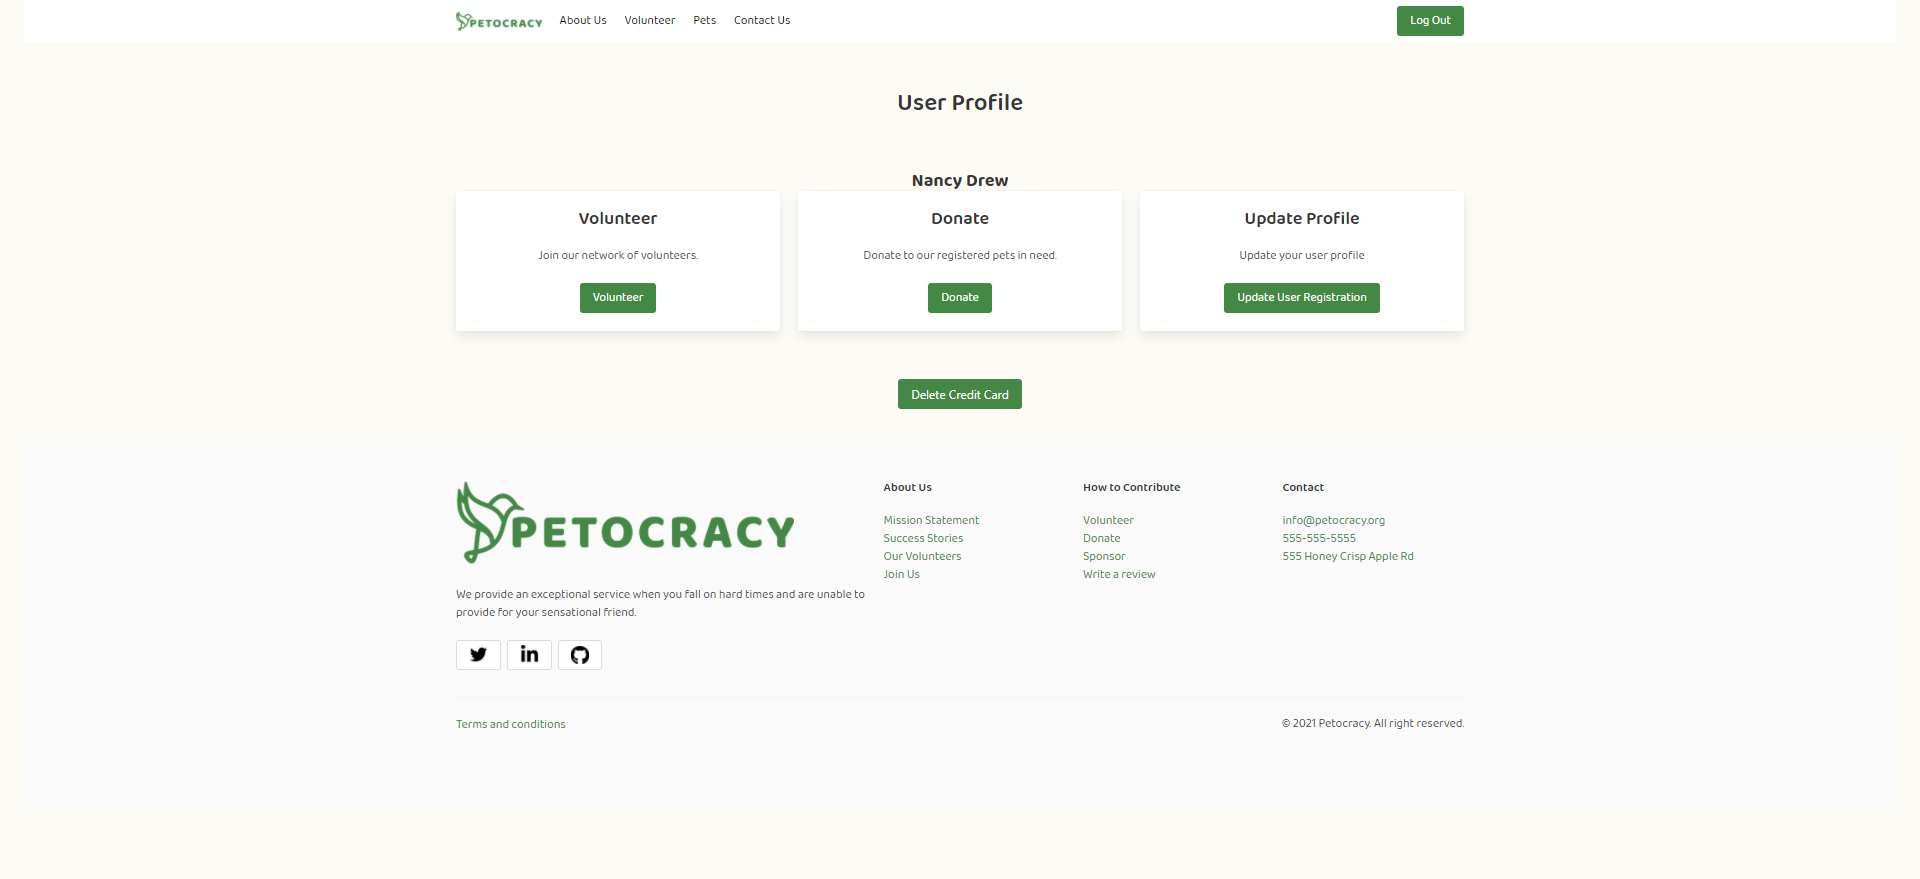 PETOCRACY About Us Volunteer Pets Contact Us Log Out
User Profile
Nancy Drew
Volunteer
Join our network of volunteers.
Volunteer
Donate
Donate to our registered pets in need.
Donate
Update Profile
Update your user profile
Update User Registration
Delete Credit Card
PETOCRACY
We provide an exceptional service when you fall on hard times and are unable to
provide for your sensational friend.
About Us
Mission Statement
Success Stories
Our Volunteers
Join Us
How to Contribute
Volunteer
Donate
Sponsor
Write a review
Contact
info@petocracy.org
555-555-5555
555 Honey Crisp Apple Rd
Terms and conditions
© 2021 Petocracy. All right reserved.